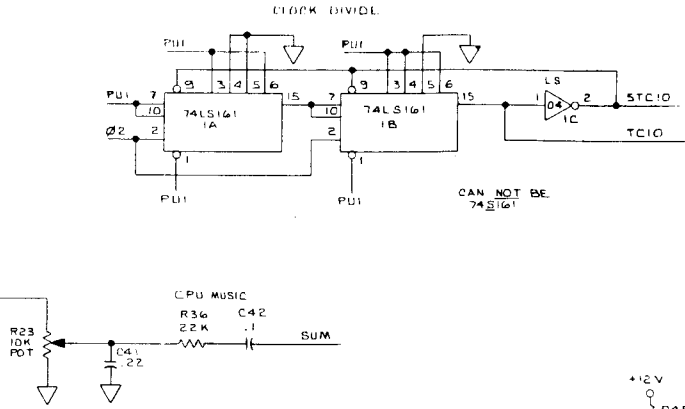 CLOCK DIVIDE
PU1 PU1
9 3 4 5 6 9 3 4 5 6
PU1 7 10 74LS161 1A 15 7 10 74LS161 1B 15 1 LS 04 1C 2 5TC10
Ø2 2 2 TC10
1 1
PU1 PU1
CAN NOT BE
74S161
CPU MUSIC
R36 C42
22K .1
SUM
R23
10K
POT
C41
.22
+12V